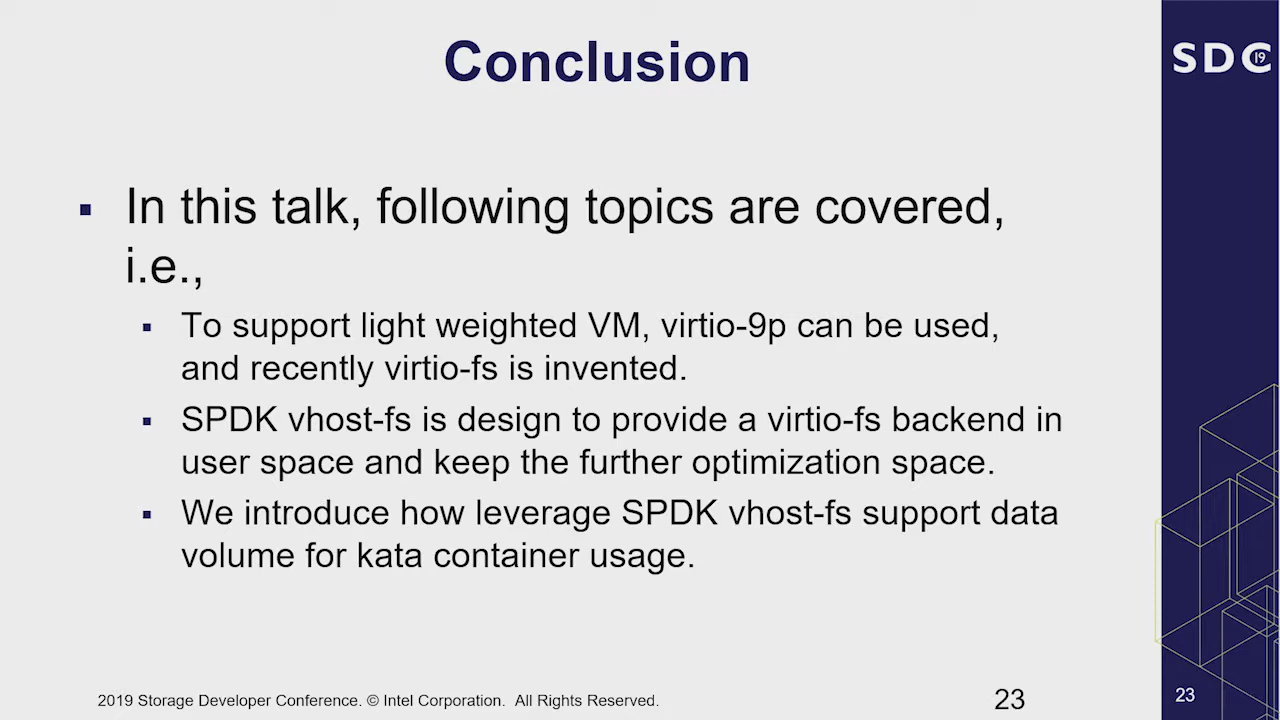 Conclusion
SDC 19
▪ In this talk, following topics are covered,
i.e.,
▪ To support light weighted VM, virtio-9p can be used,
and recently virtio-fs is invented.
▪ SPDK vhost-fs is design to provide a virtio-fs backend in
user space and keep the further optimization space.
▪ We introduce how leverage SPDK vhost-fs support data
volume for kata container usage.
2019 Storage Developer Conference. © Intel Corporation. All Rights Reserved.
23
23